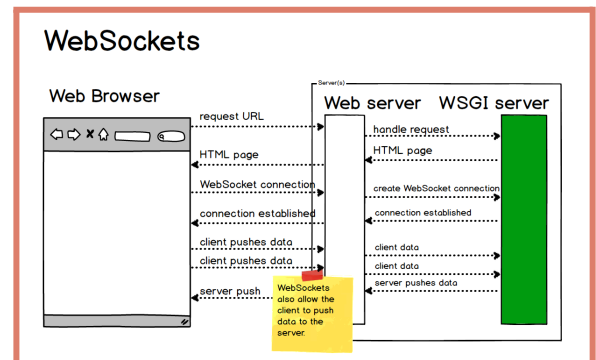 WebSockets
Server(s)
Web Browser
Web server
WSGI server
request URL
handle request
HTML page
HTML page
WebSocket connection
create WebSocket connection
connection established
connection established
client pushes data
client data
client pushes data
client data
server push
server pushes data
WebSockets
also allow the
client to push
data to the
server.